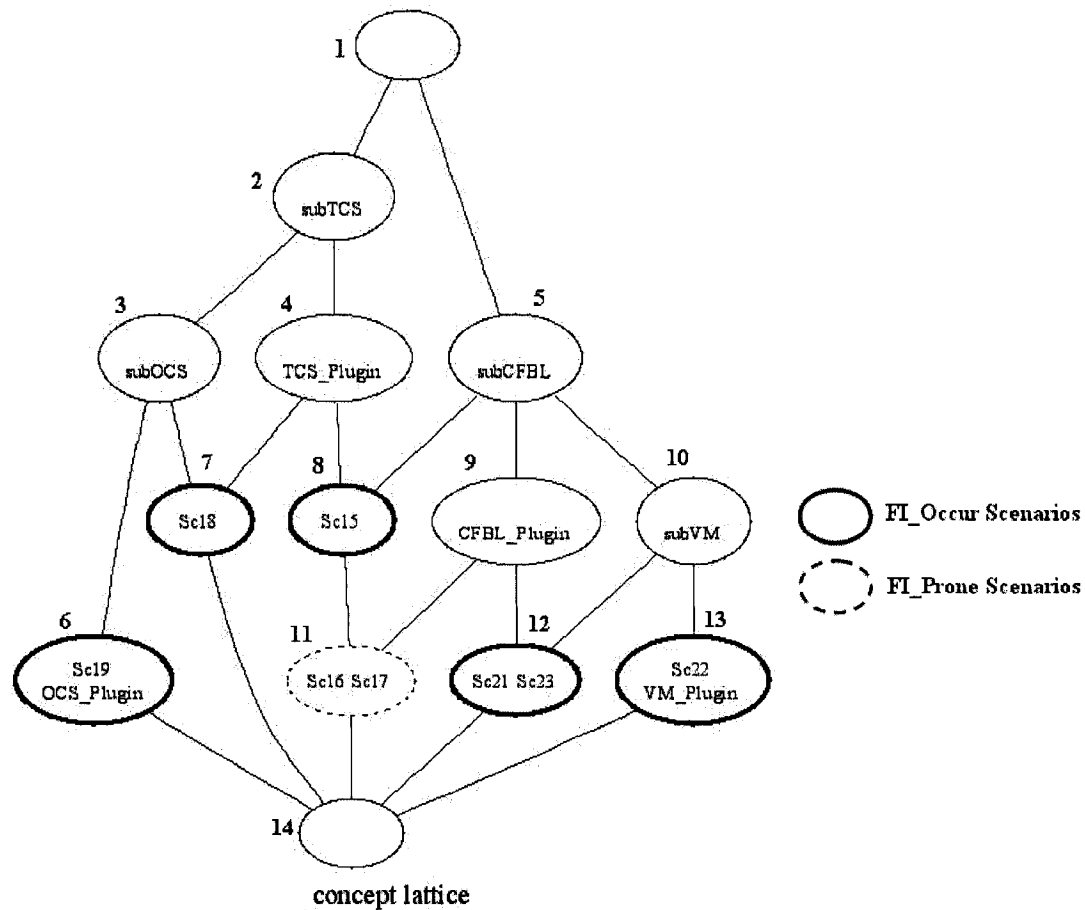 1
2
subTCS
3
subOCS
4
TCS_Plugin
5
subCFBL
7
Sc18
8
Sc15
9
CFBL_Plugin
10
subVM
FI_Occur Scenarios
FI_Prone Scenarios
6
Sc19
OCS_Plugin
11
Sc16 Sc17
12
Sc21 Sc23
13
Sc22
VM_Plugin
14
concept lattice